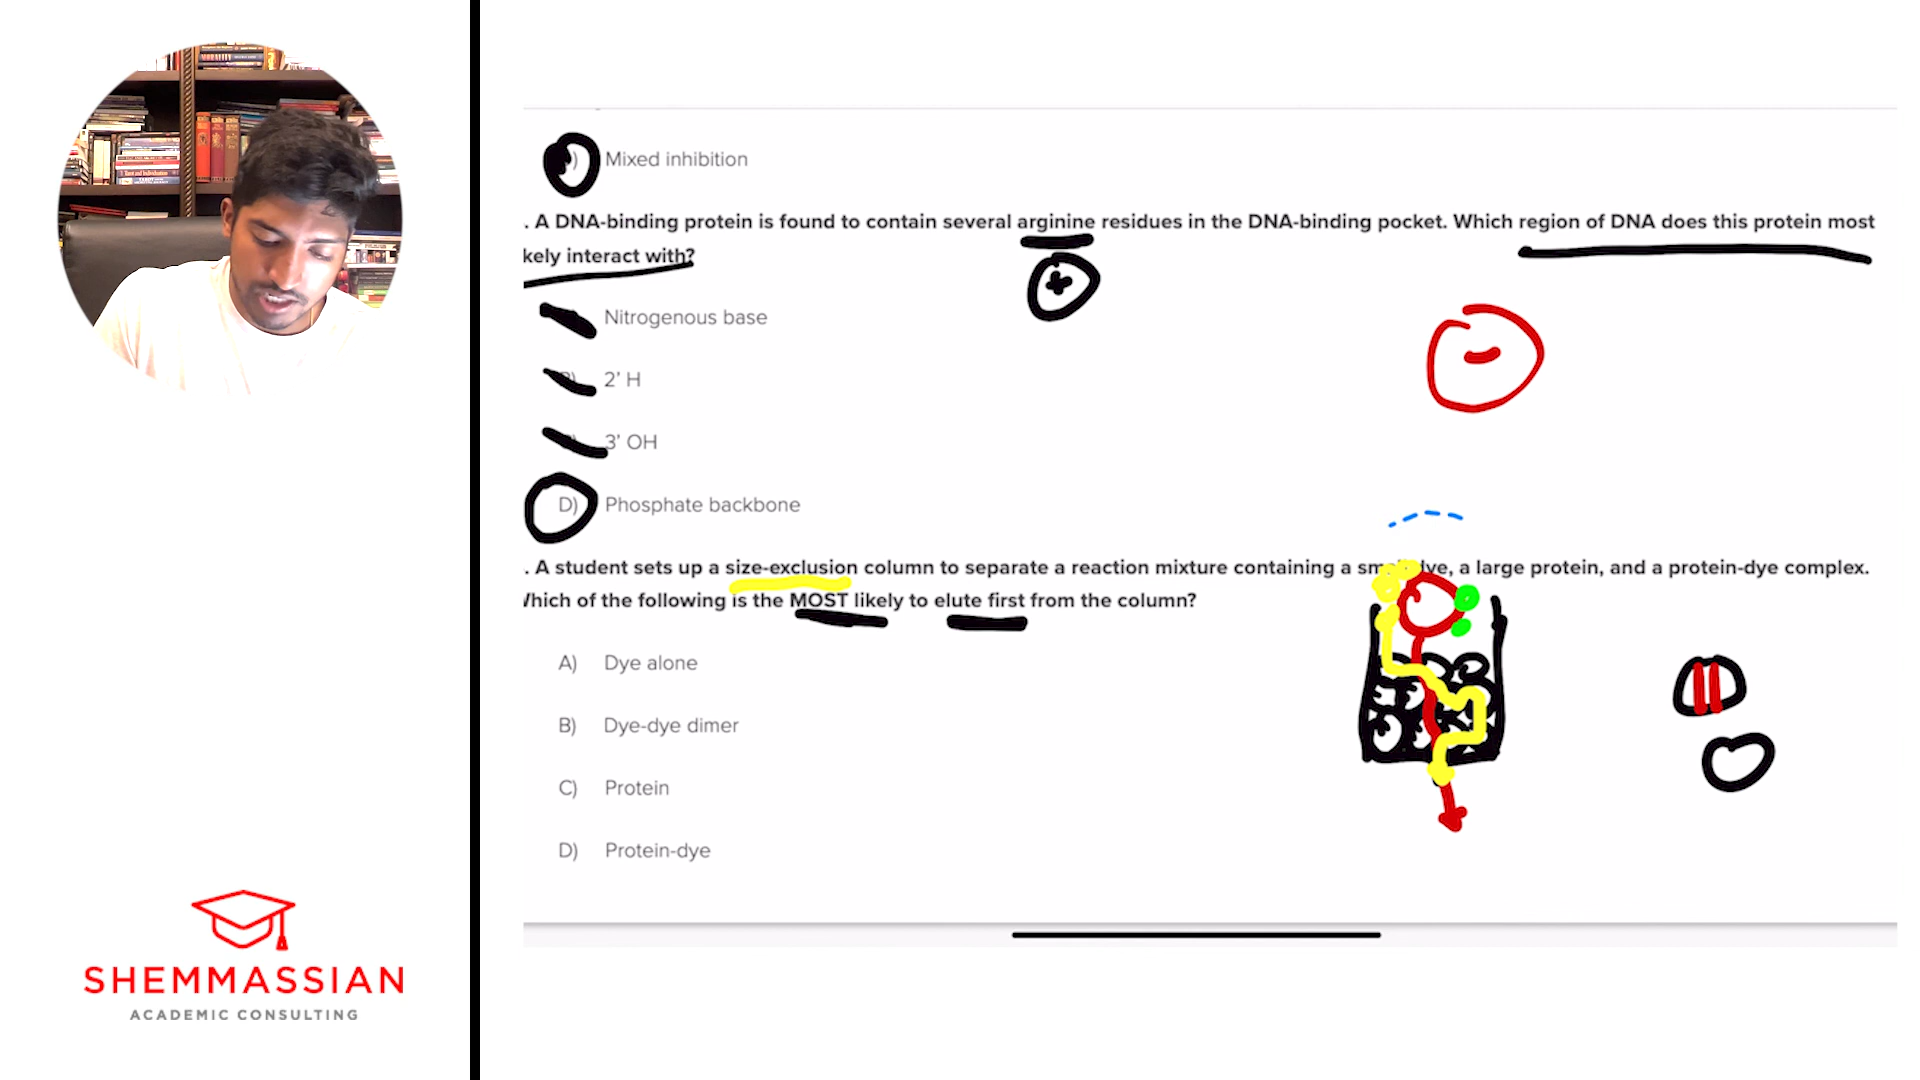 Mixed inhibition
. A DNA-binding protein is found to contain several arginine residues in the DNA-binding pocket. Which region of DNA does this protein most
kely interact with?
Nitrogenous base
2' H
3' OH
D) Phosphate backbone
. A student sets up a size-exclusion column to separate a reaction mixture containing a dye, a large protein, and a protein-dye complex.
hich of the following is the MOST likely to elute first from the column?
A) Dye alone
B) Dye-dye dimer
C) Protein
D) Protein-dye
SHEMMASSIAN
ACADEMIC CONSULTING